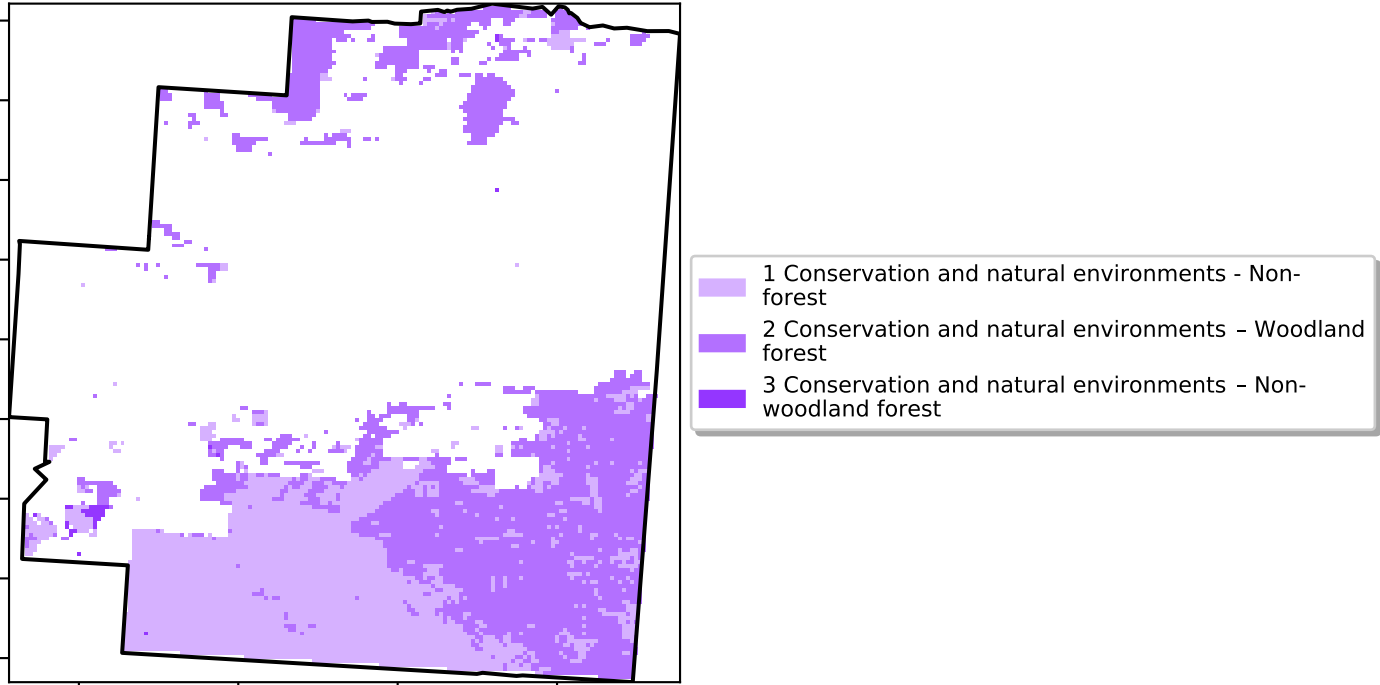 1 Conservation and natural environments - Non-
forest
2 Conservation and natural environments – Woodland
forest
3 Conservation and natural environments – Non-
woodland forest